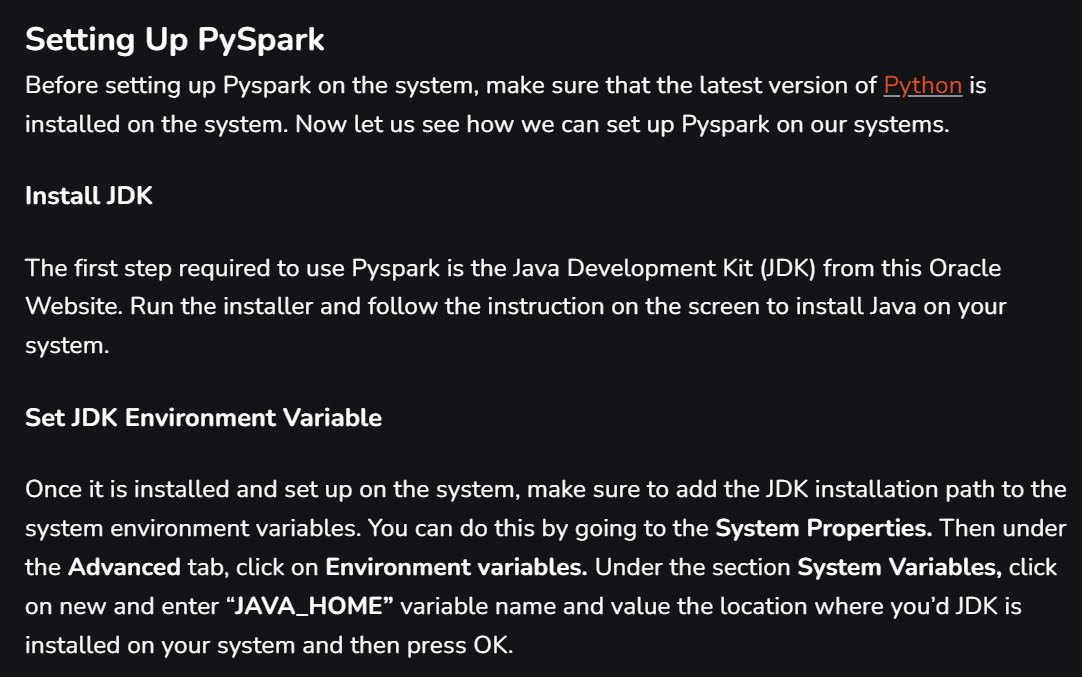 Setting Up PySpark
Before setting up Pyspark on the system, make sure that the latest version of Python is
installed on the system. Now let us see how we can set up Pyspark on our systems.
Install JDK
The first step required to use Pyspark is the Java Development Kit (JDK) from this Oracle
Website. Run the installer and follow the instruction on the screen to install Java on your
system.
Set JDK Environment Variable
Once it is installed and set up on the system, make sure to add the JDK installation path to the
system environment variables. You can do this by going to the System Properties. Then under
the Advanced tab, click on Environment variables. Under the section System Variables, click
on new and enter “JAVA_HOME” variable name and value the location where you’d JDK is
installed on your system and then press OK.